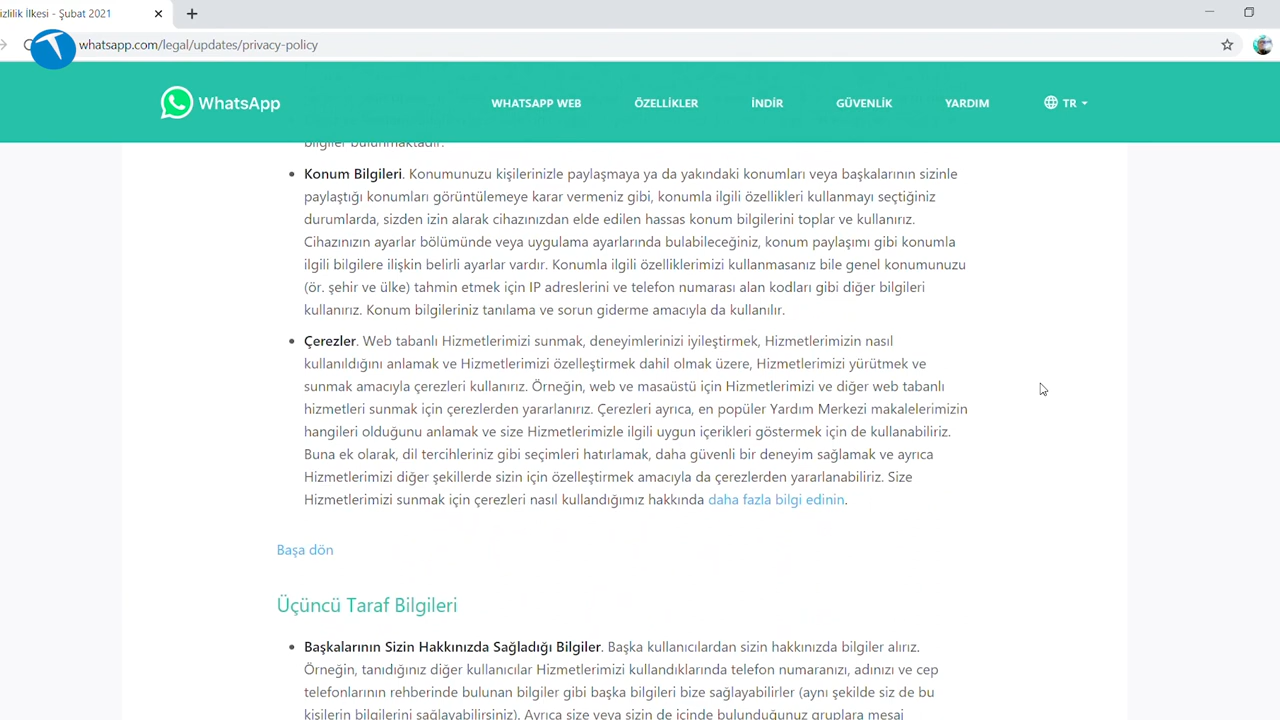 izlilik İlkesi - Şubat 2021
whatsapp.com/legal/updates/privacy-policy
WhatsApp
WHATSAPP WEB
ÖZELLİKLER
İNDİR
GÜVENLİK
YARDIM
TR
bilgiler bulunmaktadır.
• Konum Bilgileri. Konumunuzu kişilerinizle paylaşmaya ya da yakındaki konumları veya başkalarının sizinle
paylaştığı konumları görüntülemeye karar vermeniz gibi, konumla ilgili özellikleri kullanmayı seçtiğiniz
durumlarda, sizden izin alarak cihazınızdan elde edilen hassas konum bilgilerini toplar ve kullanırız.
Cihazınızın ayarlar bölümünde veya uygulama ayarlarında bulabileceğiniz, konum paylaşımı gibi konumla
ilgili bilgilere ilişkin belirli ayarlar vardır. Konumla ilgili özelliklerimizi kullanmasanız bile genel konumunuzu
(ör. şehir ve ülke) tahmin etmek için IP adreslerini ve telefon numarası alan kodları gibi diğer bilgileri
kullanırız. Konum bilgileriniz tanılama ve sorun giderme amacıyla da kullanılır.
• Çerezler. Web tabanlı Hizmetlerimizi sunmak, deneyimlerinizi iyileştirmek, Hizmetlerimizin nasıl
kullanıldığını anlamak ve Hizmetlerimizi özelleştirmek dahil olmak üzere, Hizmetlerimizi yürütmek ve
sunmak amacıyla çerezleri kullanırız. Örneğin, web ve masaüstü için Hizmetlerimizi ve diğer web tabanlı
hizmetleri sunmak için çerezlerden yararlanırız. Çerezleri ayrıca, en popüler Yardım Merkezi makalelerimizin
hangileri olduğunu anlamak ve size Hizmetlerimizle ilgili uygun içerikleri göstermek için de kullanabiliriz.
Buna ek olarak, dil tercihleriniz gibi seçimleri hatırlamak, daha güvenli bir deneyim sağlamak ve ayrıca
Hizmetlerimizi diğer şekillerde sizin için özelleştirmek amacıyla da çerezlerden yararlanabiliriz. Size
Hizmetlerimizi sunmak için çerezleri nasıl kullandığımız hakkında daha fazla bilgi edinin.
Başa dön
Üçüncü Taraf Bilgileri
• Başkalarının Sizin Hakkınızda Sağladığı Bilgiler. Başka kullanıcılardan sizin hakkınızda bilgiler alırız.
Örneğin, tanıdığınız diğer kullanıcılar Hizmetlerimizi kullandıklarında telefon numaranızı, adınızı ve cep
telefonlarının rehberinde bulunan bilgiler gibi başka bilgileri bize sağlayabilirler (aynı şekilde siz de bu
kişilerin bilgilerini sağlayabilirsiniz). Ayrıca size veya sizin de içinde bulunduğunuz gruplara mesaj